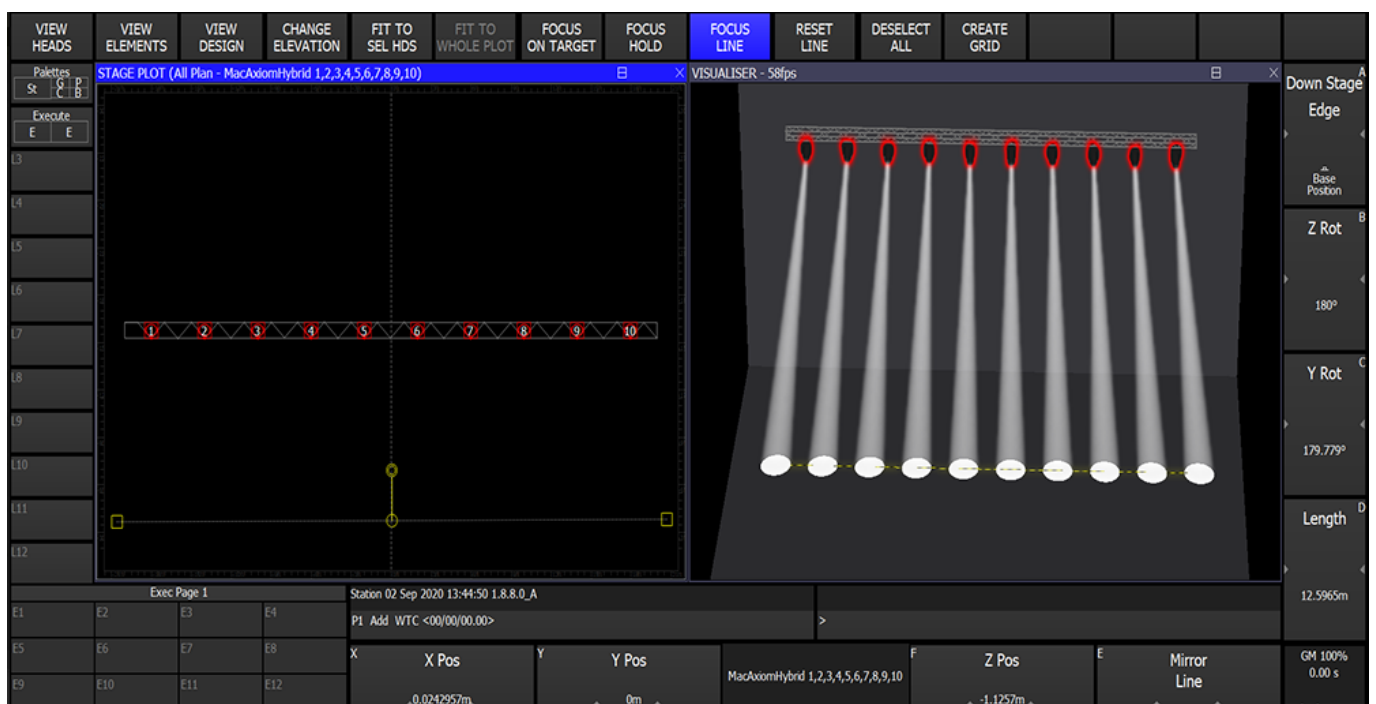 VIEW
HEADS
VIEW
ELEMENTS
VIEW
DESIGN
CHANGE
ELEVATION
FIT TO
SEL HDS
FIT TO
WHOLE PLOT
FOCUS
ON TARGET
FOCUS
HOLD
FOCUS
LINE
RESET
LINE
DESELECT
ALL
CREATE
GRID
Palettes
St
G P
C B
Execute
E E
L3
L4
L5
L6
L7
L8
L9
L10
L11
L12
STAGE PLOT (All Plan - MacAxiomHybrid 1,2,3,4,5,6,7,8,9,10)
1 2 3 4 5 6 7 8 9 10
VISUALISER - 58fps
A
Down Stage
Edge
Base
Position
B
Z Rot
180°
C
Y Rot
179.779°
D
Length
12.5965m
Exec Page 1
E1 E2 E3 E4
E5 E6 E7 E8
E9 E10 E11 E12
Station 02 Sep 2020 13:44:50 1.8.8.0_A
P1 Add WTC <00/00/00.00>
>
X
X Pos
0.0242957m
Y
Y Pos
0m
MacAxiomHybrid 1,2,3,4,5,6,7,8,9,10
F
Z Pos
-1.1257m
E
Mirror
Line
GM 100%
0.00 s